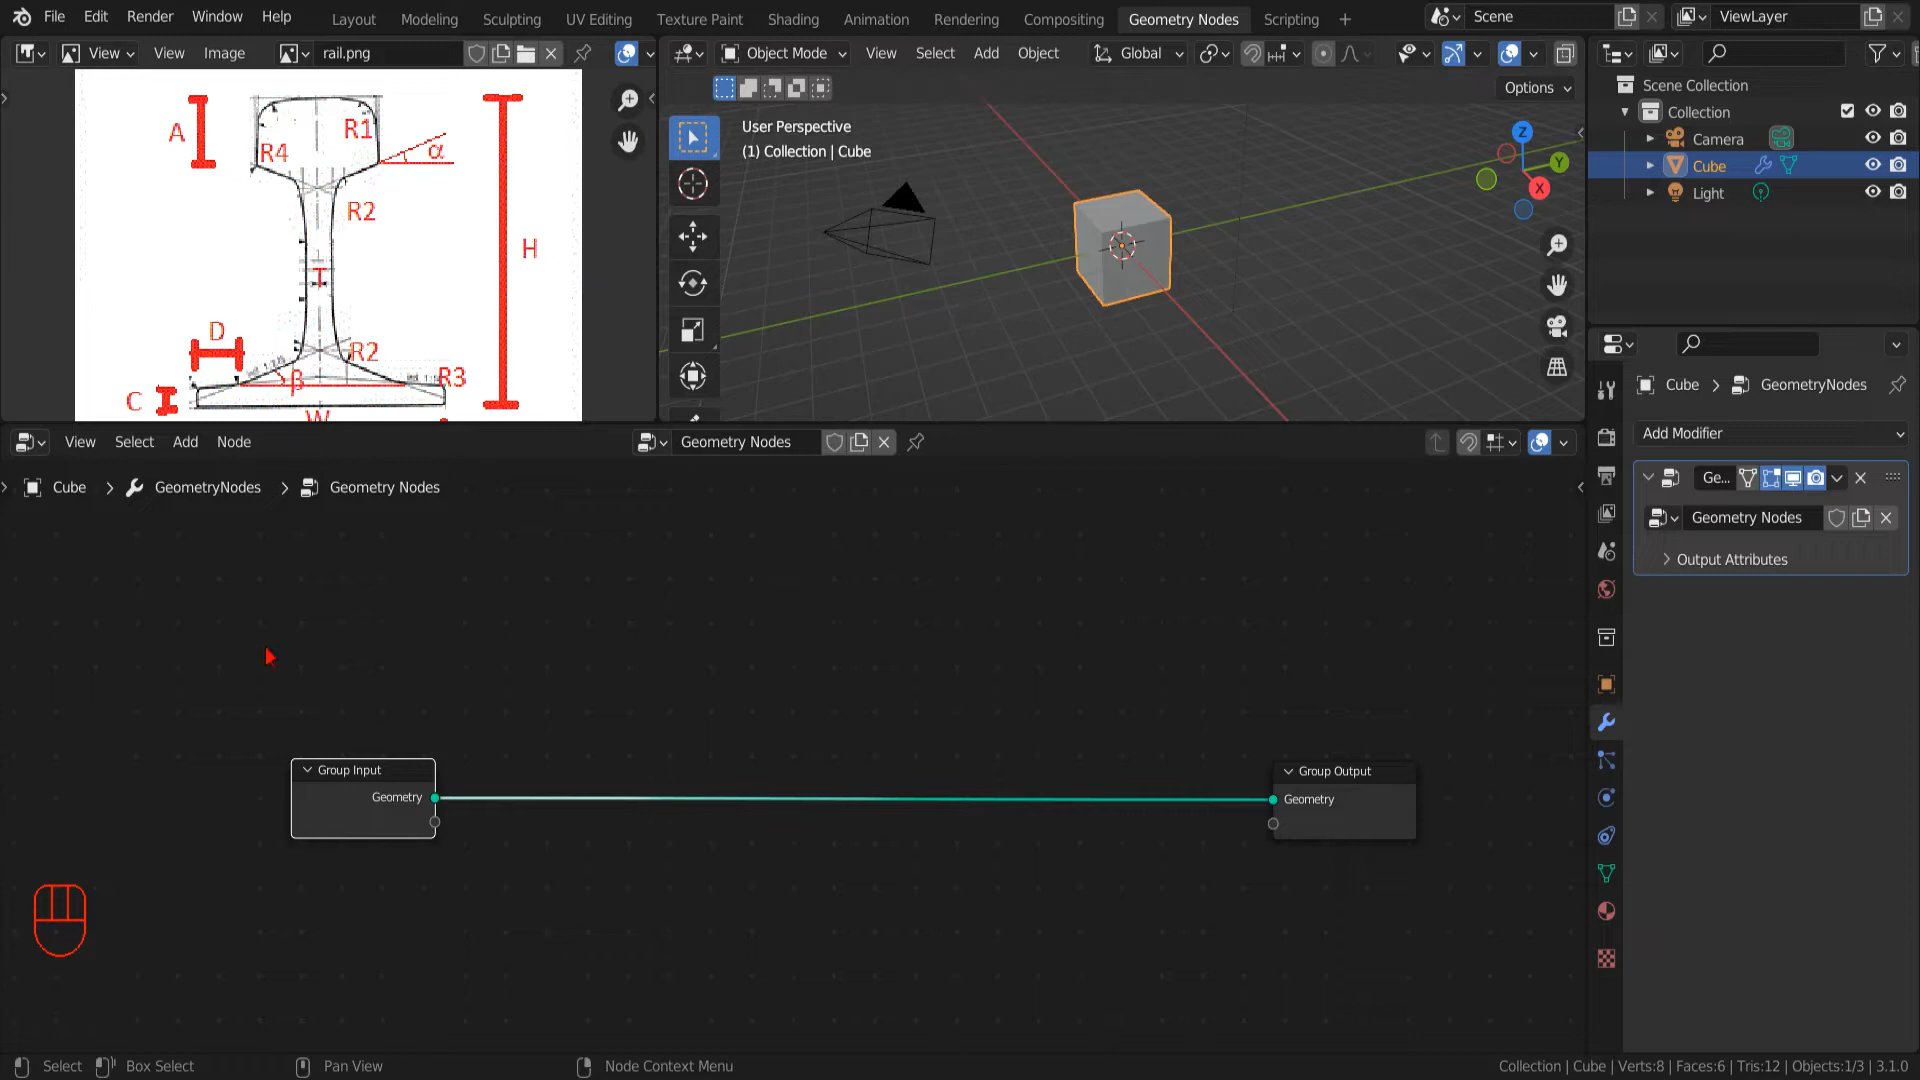 File Edit Render Window Help Layout Modeling Sculpting UV Editing Texture Paint Shading Animation Rendering Compositing Geometry Nodes Scripting + Scene ViewLayer
View View Image rail.png
Object Mode View Select Add Object Global
Options
User Perspective
(1) Collection | Cube
Z
Y
X
A
R1
R4
α
R2
H
T
D
R2
β
R3
C
W
Scene Collection
Collection
Camera
Cube
Light
Cube > GeometryNodes
Add Modifier
Ge...
Geometry Nodes
Output Attributes
View Select Add Node Geometry Nodes
Cube > GeometryNodes > Geometry Nodes
Group Input
Geometry
Group Output
Geometry
Select Box Select Pan View Node Context Menu Collection | Cube | Verts:8 | Faces:6 | Tris:12 | Objects:1/3 | 3.1.0